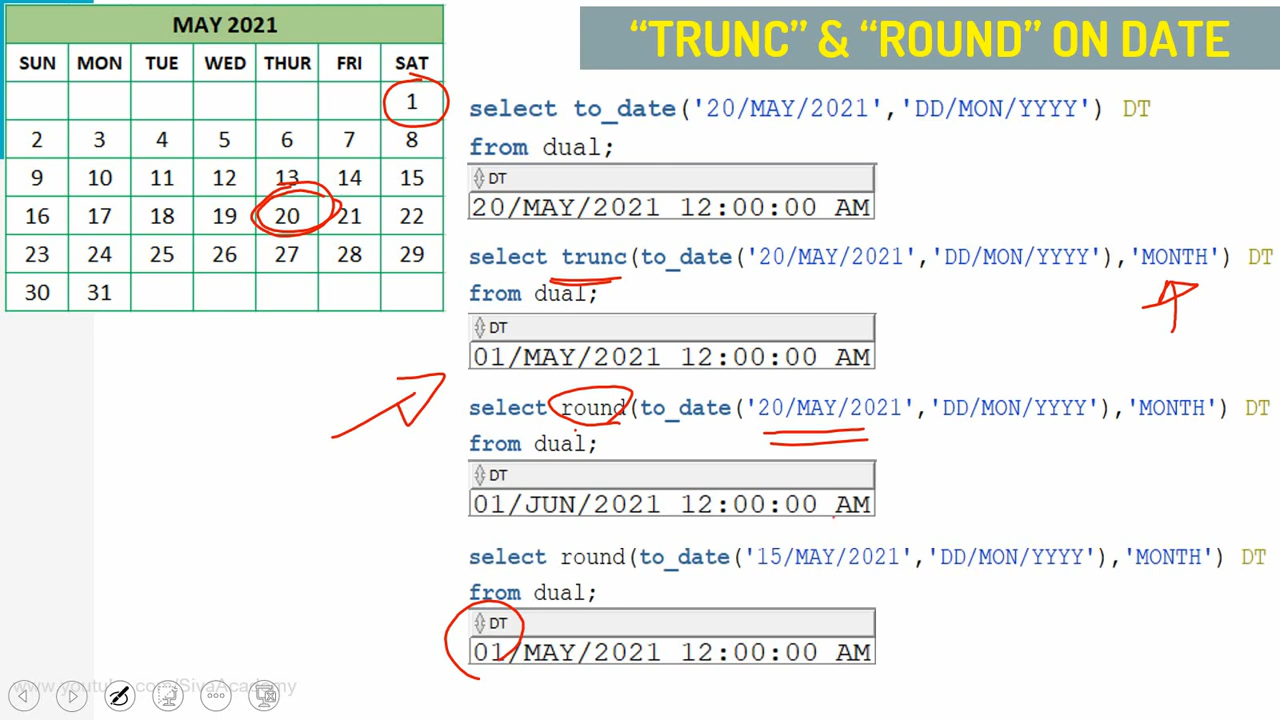 MAY 2021
SUN MON TUE WED THUR FRI SAT
1
2 3 4 5 6 7 8
9 10 11 12 13 14 15
16 17 18 19 20 21 22
23 24 25 26 27 28 29
30 31
“TRUNC” & “ROUND” ON DATE
select to_date('20/MAY/2021','DD/MON/YYYY') DT
from dual;
DT
20/MAY/2021 12:00:00 AM
select trunc(to_date('20/MAY/2021','DD/MON/YYYY'),'MONTH') DT
from dual;
DT
01/MAY/2021 12:00:00 AM
select round(to_date('20/MAY/2021','DD/MON/YYYY'),'MONTH') DT
from dual;
DT
01/JUN/2021 12:00:00 AM
select round(to_date('15/MAY/2021','DD/MON/YYYY'),'MONTH') DT
from dual;
DT
01/MAY/2021 12:00:00 AM
www.youtube.com/SivaAcademy